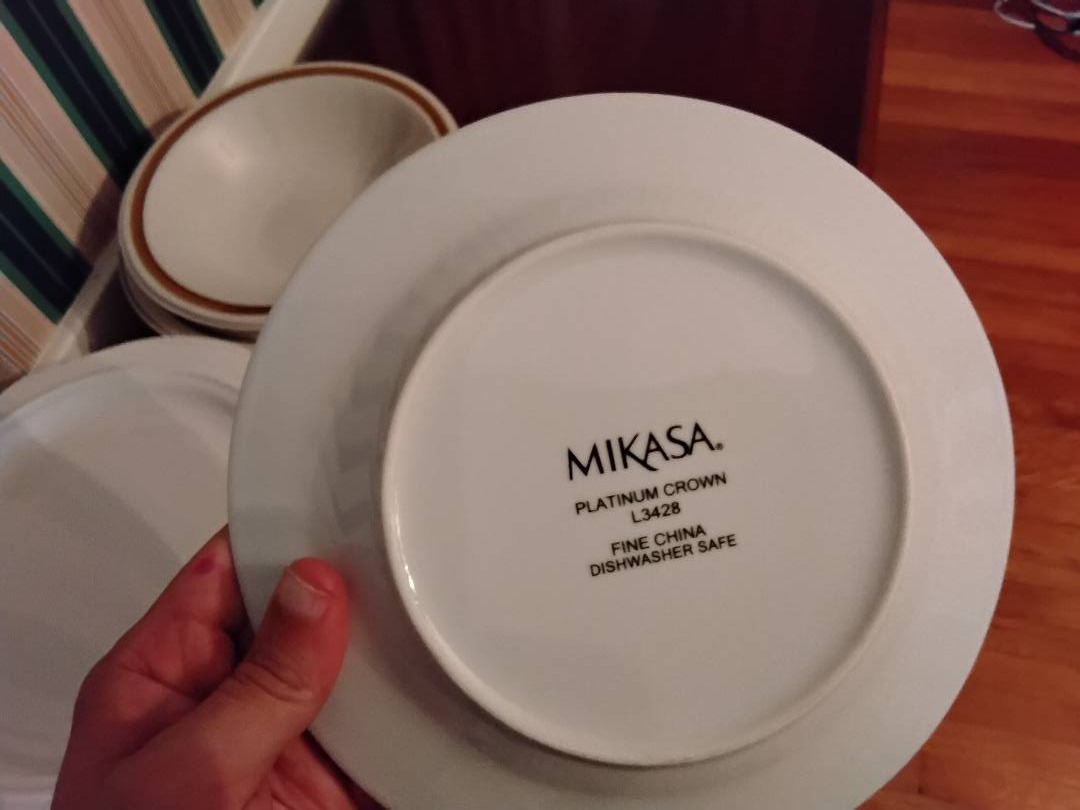 MIKASA®
PLATINUM CROWN
L3428
FINE CHINA
DISHWASHER SAFE